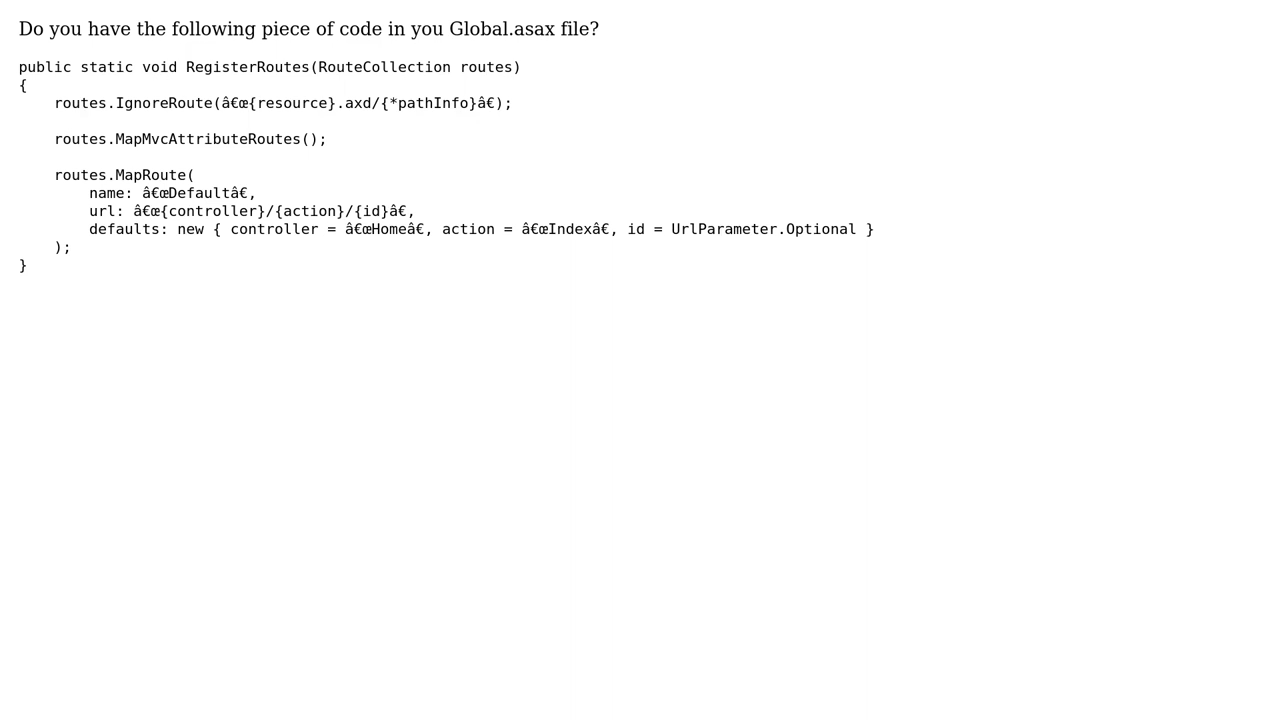 Do you have the following piece of code in you Global.asax file?
public static void RegisterRoutes(RouteCollection routes)
{
    routes.IgnoreRoute(â€œ{resource}.axd/{*pathInfo}â€);
    routes.MapMvcAttributeRoutes();
    routes.MapRoute(
        name: â€œDefaultâ€,
        url: â€œ{controller}/{action}/{id}â€,
        defaults: new { controller = â€œHomeâ€, action = â€œIndexâ€, id = UrlParameter.Optional }
    );
}